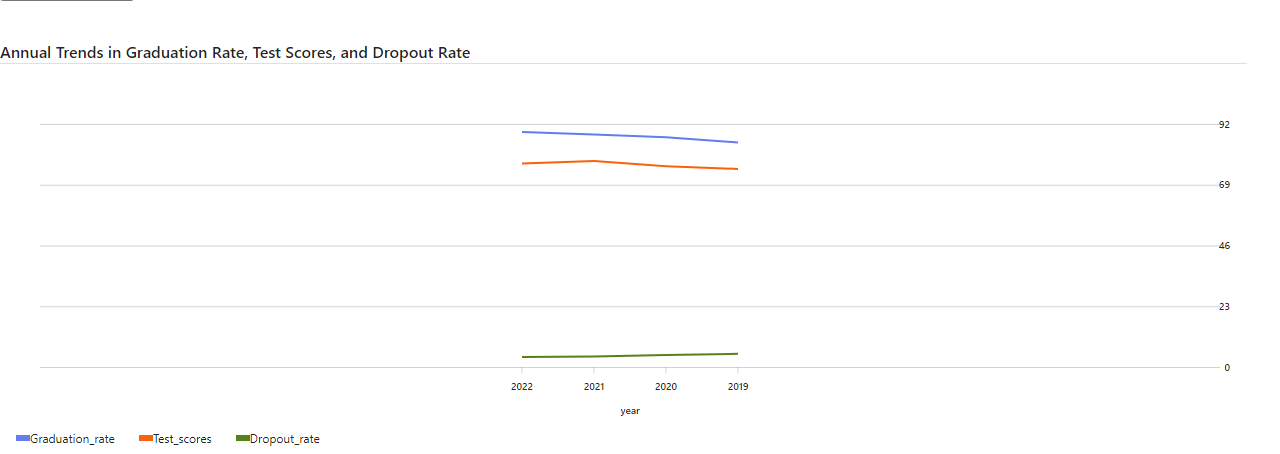 Annual Trends in Graduation Rate, Test Scores, and Dropout Rate
92
69
46
23
0
2022 2021 2020 2019
year
Graduation_rate Test_scores Dropout_rate